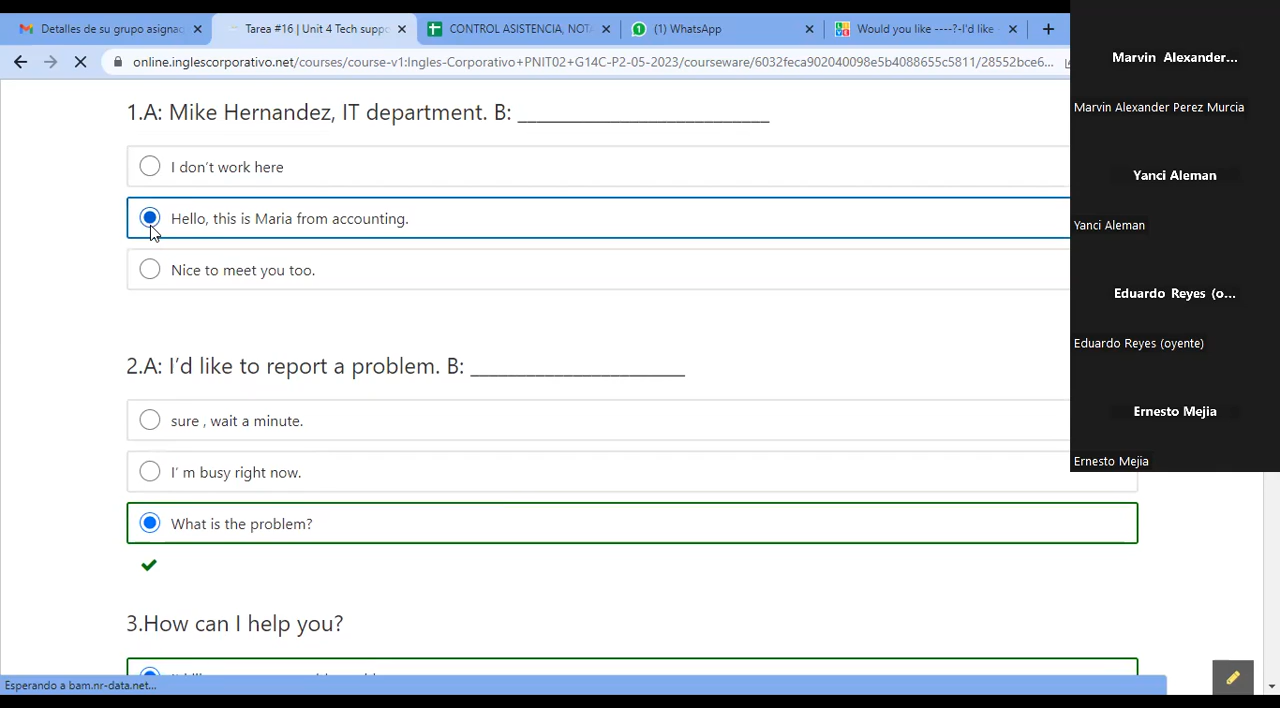 Detalles de su grupo asigna
Tarea #16 | Unit 4 Tech suppo
CONTROL ASISTENCIA, NOTA
(1) WhatsApp
Would you like ----?-I'd like
online.inglescorporativo.net/courses/course-v1:Ingles-Corporativo+PNIT02+G14C-P2-05-2023/courseware/6032feca902040098e5b4088655c5811/28552bce6...
1.A: Mike Hernandez, IT department. B: ___________________________
I don't work here
Hello, this is Maria from accounting.
Nice to meet you too.
2.A: I'd like to report a problem. B: _______________________
sure , wait a minute.
I' m busy right now.
What is the problem?
3.How can I help you?
Esperando a bam.nr-data.net...
Marvin Alexander...
Marvin Alexander Perez Murcia
Yanci Aleman
Yanci Aleman
Eduardo Reyes (o...
Eduardo Reyes (oyente)
Ernesto Mejia
Ernesto Mejia